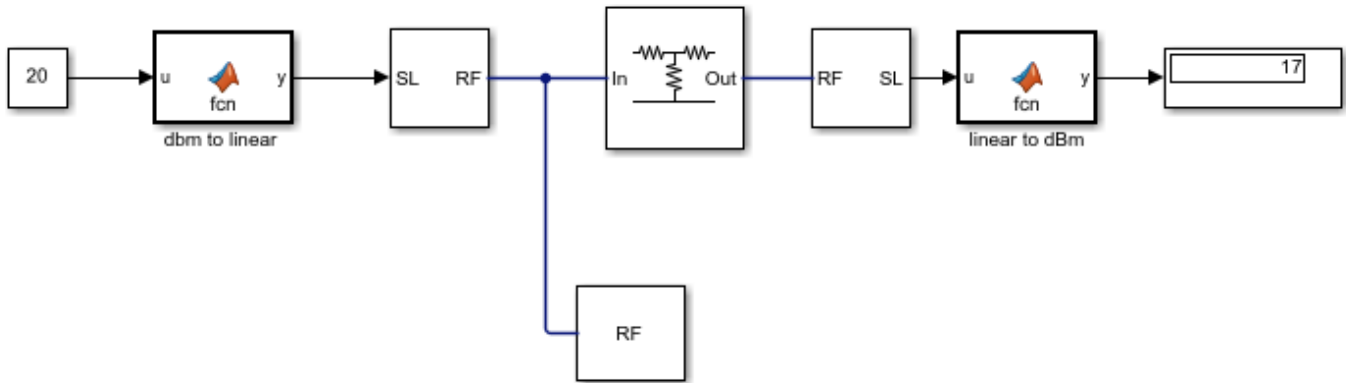 20
u
fcn
y
dbm to linear
SL
RF
In
Out
RF
SL
u
fcn
y
linear to dBm
17
RF